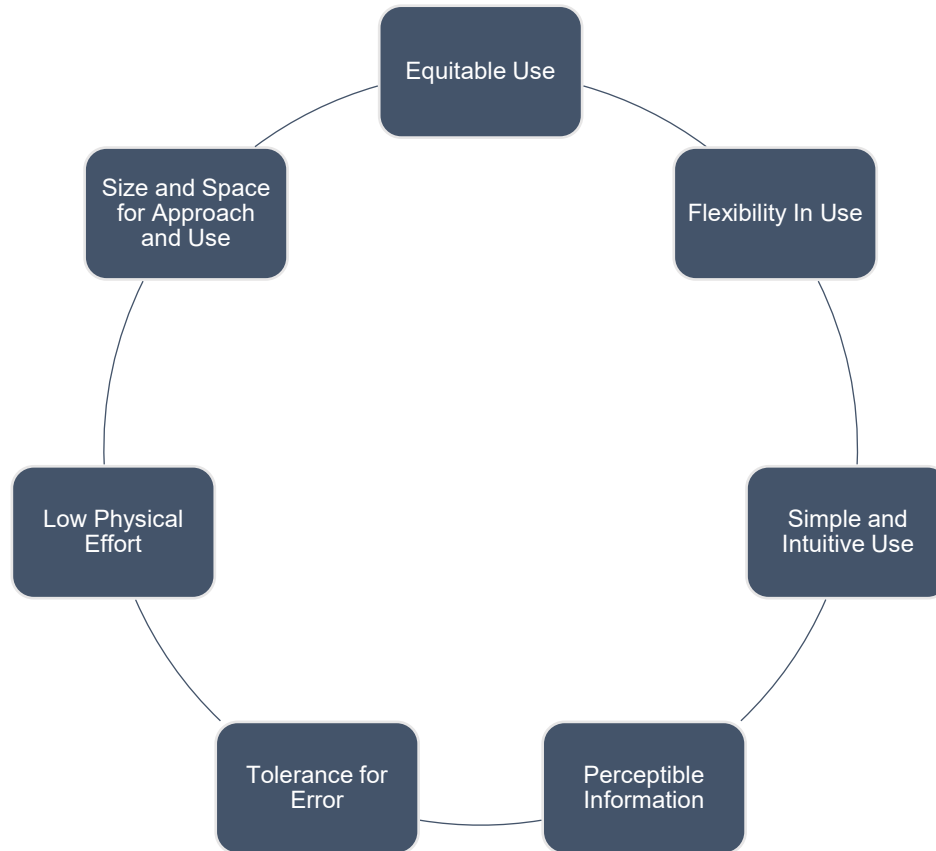 Equitable Use
Flexibility In Use
Simple and
Intuitive Use
Perceptible
Information
Tolerance for
Error
Low Physical
Effort
Size and Space
for Approach
and Use